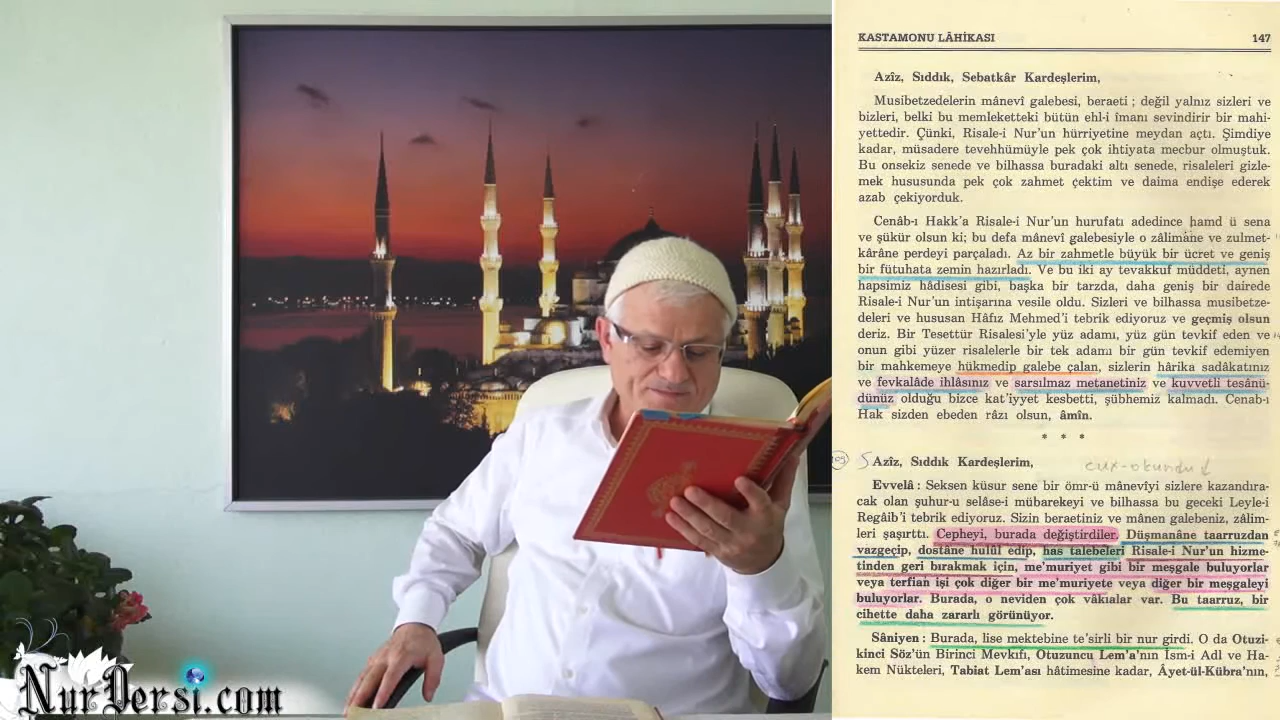 KASTAMONU LÂHİKASI 147
Azîz, Sıddık, Sebatkâr Kardeşlerim,
Musibetzedelerin mânevî galebesi, beraeti ; değil yalnız sizleri ve
bizleri, belki bu memleketteki bütün ehl-i îmanı sevindirir bir mahi-
yettedir. Çünki, Risale-i Nur'un hürriyetine meydan açtı. Şimdiye
kadar, müsadere tevehhümüyle pek çok ihtiyata mecbur olmuştuk.
Bu onsekiz senede ve bilhassa buradaki altı senede, risaleleri gizle-
mek hususunda pek çok zahmet çektim ve daima endişe ederek
azab çekiyorduk.
Cenâb-ı Hakk'a Risale-i Nur'un hurufatı adedince hamd ü sena
ve şükür olsun ki; bu defa mânevî galebesiyle o zâlimâne ve zulmet-
kârâne perdeyi parçaladı. Az bir zahmetle büyük bir ücret ve geniş
bir fütuhata zemin hazırladı. Ve bu iki ay tevakkuf müddeti, aynen
hapsimiz hâdisesi gibi, başka bir tarzda, daha geniş bir dairede
Risale-i Nur'un intişarına vesile oldu. Sizleri ve bilhassa musibetze-
deleri ve hususan Hâfız Mehmed'i tebrik ediyoruz ve geçmiş olsun
deriz. Bir Tesettür Risalesi'yle yüz adamı, yüz gün tevkif eden ve
onun gibi yüzer risalelerle bir tek adamı bir gün tevkif edemiyen
bir mahkemeye hükmedip galebe çalan, sizlerin hârika sadâkatınız
ve fevkalâde ihlâsınız ve sarsılmaz metanetiniz ve kuvvetli tesânü-
dünüz olduğu bizce kat'iyyet kesbetti, şübhemiz kalmadı. Cenab-ı
Hak sizden ebeden râzı olsun, âmîn.
* * *
Azîz, Sıddık Kardeşlerim,
Evvelâ : Seksen küsur sene bir ömr-ü mânevîyi sizlere kazandıra-
cak olan şuhur-u selâse-i mübarekeyi ve bilhassa bu geceki Leyle-i
Regâib'i tebrik ediyoruz. Sizin beraetiniz ve mânen galebeniz, zâlim-
leri şaşırttı. Cepheyi, burada değiştirdiler. Düşmanâne taarruzdan
vazgeçip, dostâne hulûl edip, has talebeleri Risale-i Nur'un hizme-
tinden geri bırakmak için, me'muriyet gibi bir meşgale buluyorlar
veya terfian işi çok diğer bir me'muriyete veya diğer bir meşgaleyi
buluyorlar. Burada, o neviden çok vâkıalar var. Bu taarruz, bir
cihette daha zararlı görünüyor.
Sâniyen : Burada, lise mektebine te'sirli bir nur girdi. O da Otuzi-
kinci Söz'ün Birinci Mevkıfı, Otuzuncu Lem'a'nın İsm-i Adl ve Ha-
kem Nükteleri, Tabiat Lem'ası hâtimesine kadar, Âyet-ül-Kübra'nın,
NurDersi.com